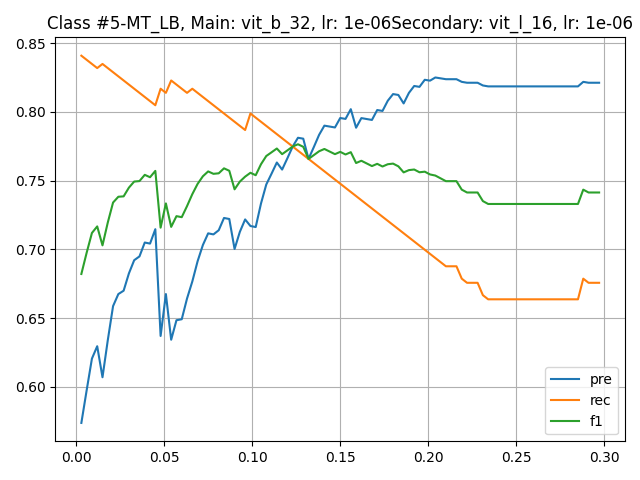 Class #5-MT_LB, Main: vit_b_32, lr: 1e-06Secondary: vit_l_16, lr: 1e-06
0.85
0.80
0.75
0.70
0.65
0.60
0.00 0.05 0.10 0.15 0.20 0.25 0.30
pre
rec
f1